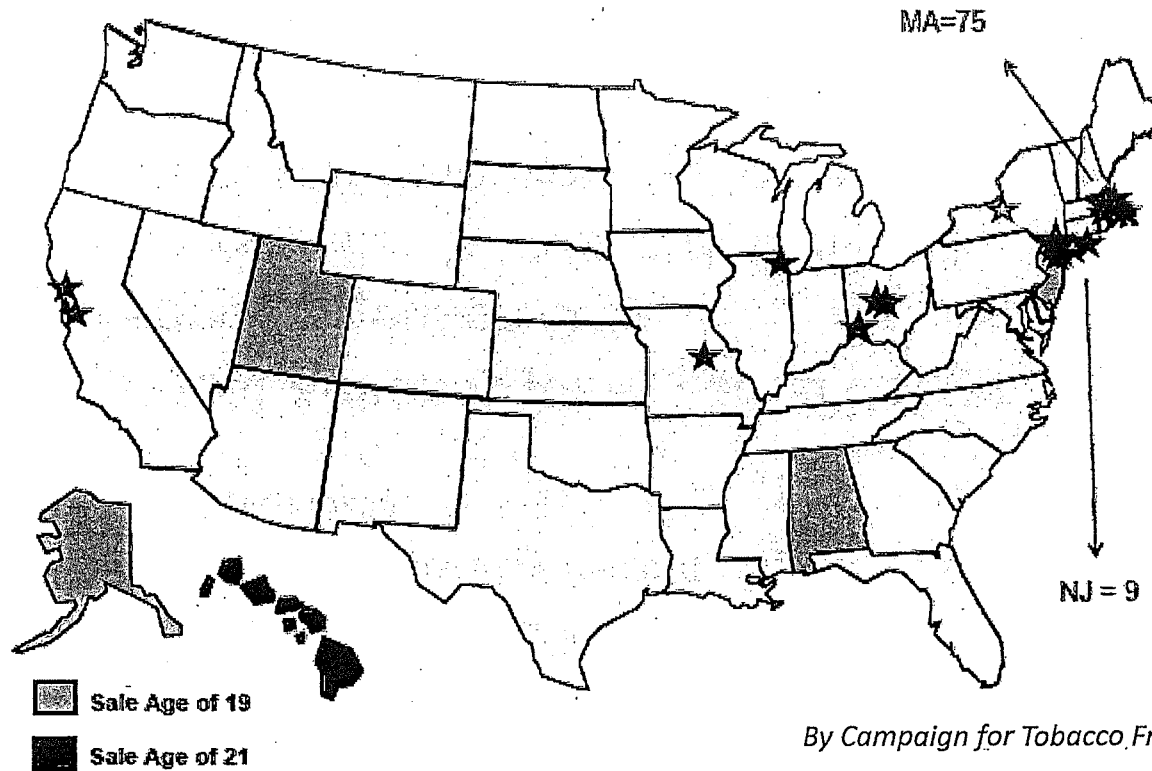 MA=75
NJ = 9
Sale Age of 19
Sale Age of 21
By Campaign for Tobacco Fr